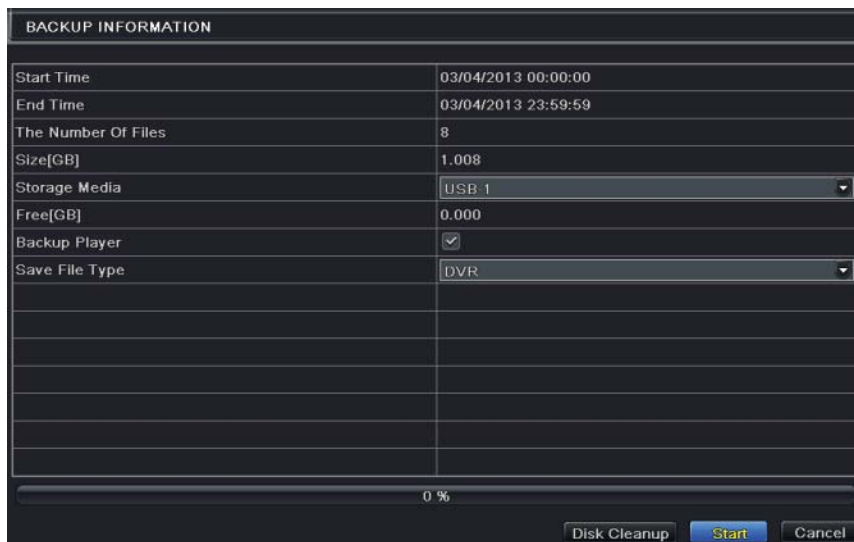 BACKUP INFORMATION
Start Time 03/04/2013 00:00:00
End Time 03/04/2013 23:59:59
The Number Of Files 8
Size[GB] 1.008
Storage Media USB-1
Free[GB] 0.000
Backup Player
Save File Type DVR
0 %
Disk Cleanup Start Cancel